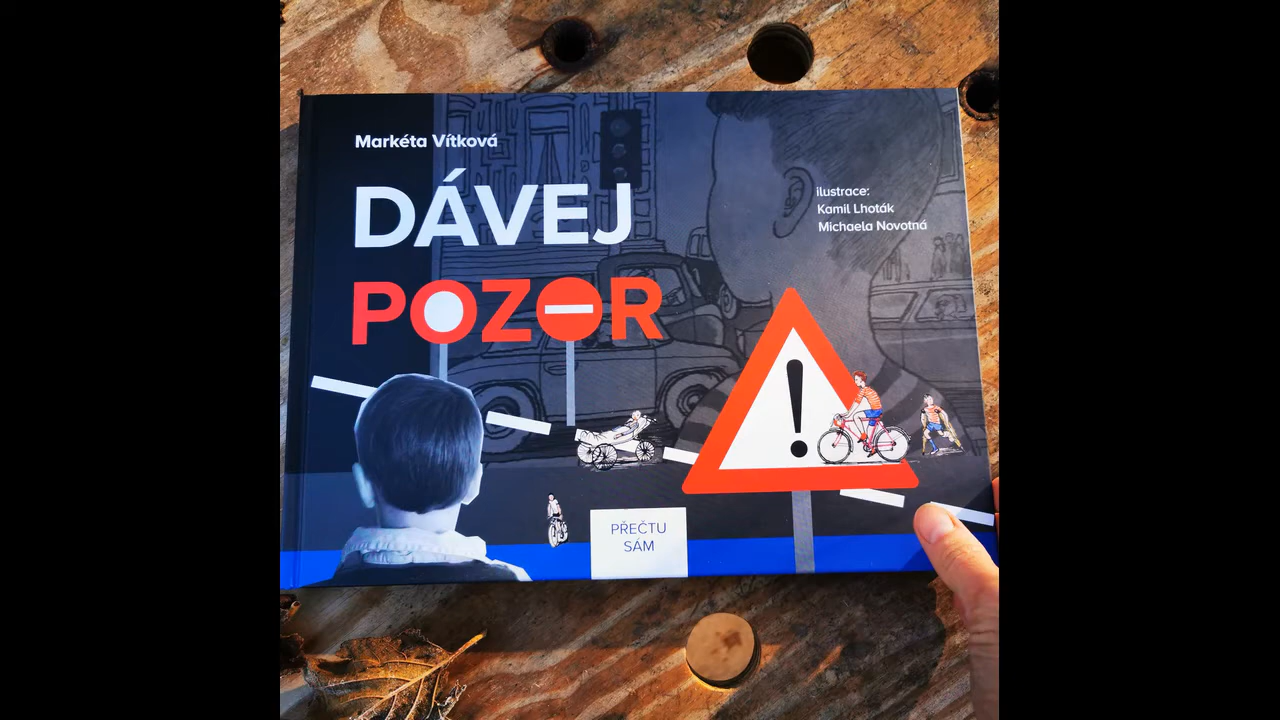 Markéta Vítková
DÁVEJ
POZOR
ilustrace:
Kamil Lhoták
Michaela Novotná
!
PŘEČTU
SÁM